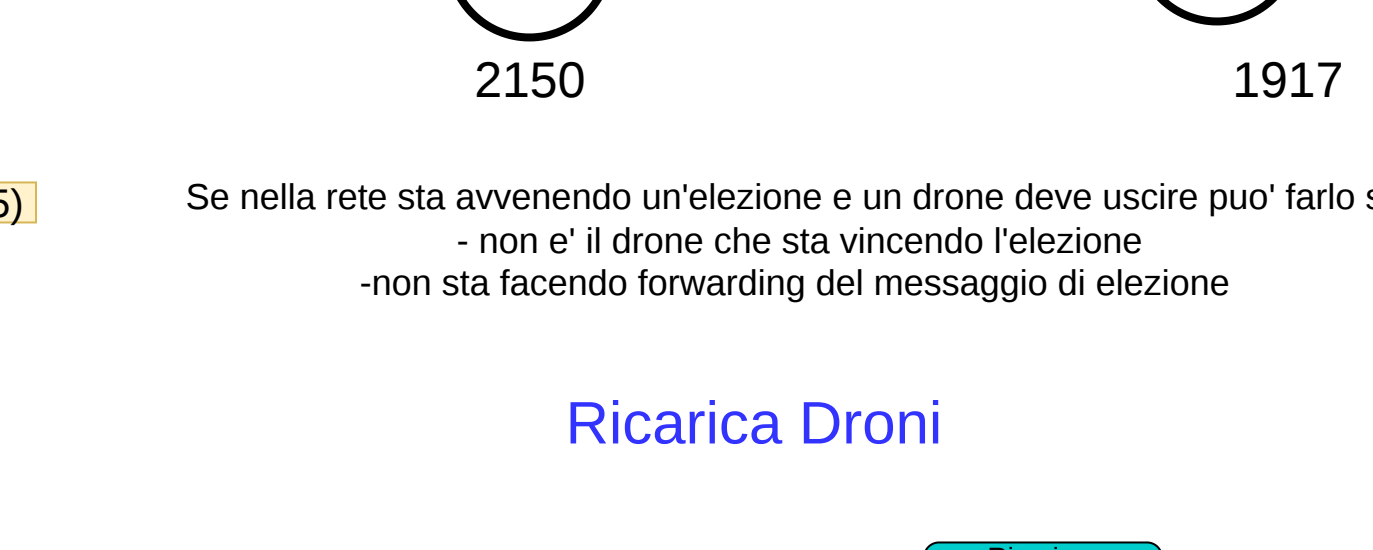 2150
1917
5)
Se nella rete sta avvenendo un'elezione e un drone deve uscire puo' farlo
- non e' il drone che sta vincendo l'elezione
-non sta facendo forwarding del messaggio di elezione
Ricarica Droni